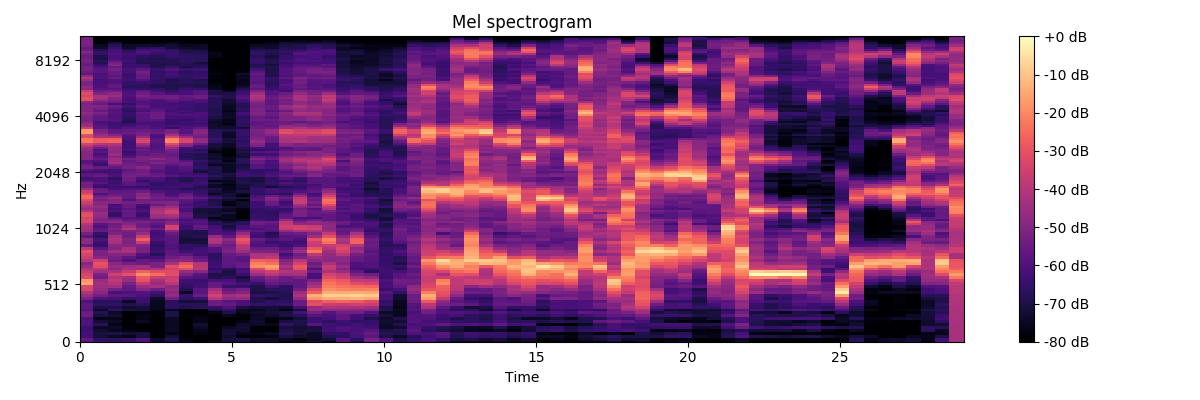 Mel spectrogram
+0 dB
8192
-10 dB
4096
-20 dB
-30 dB
2048
Hz
-40 dB
1024
-50 dB
-60 dB
512
-70 dB
0
-80 dB
0 5 10 15 20 25
Time